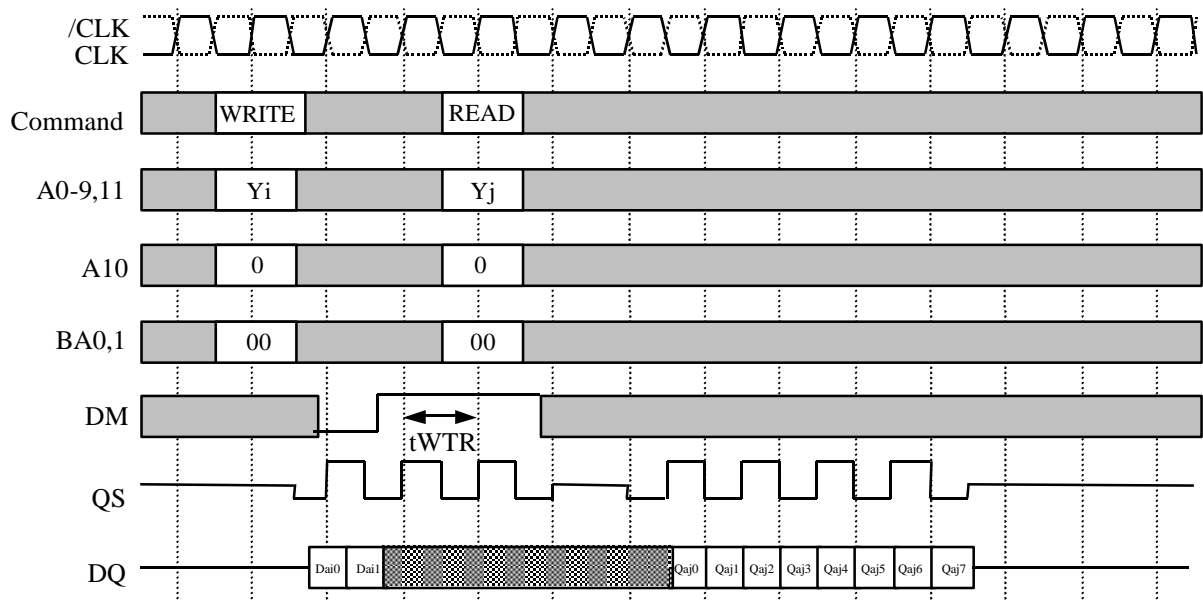 /CLK
CLK
Command WRITE READ
A0-9,11 Yi Yj
A10 0 0
BA0,1 00 00
DM
tWTR
QS
DQ Dai0 Dai1 Qaj0 Qaj1 Qaj2 Qaj3 Qaj4 Qaj5 Qaj6 Qaj7